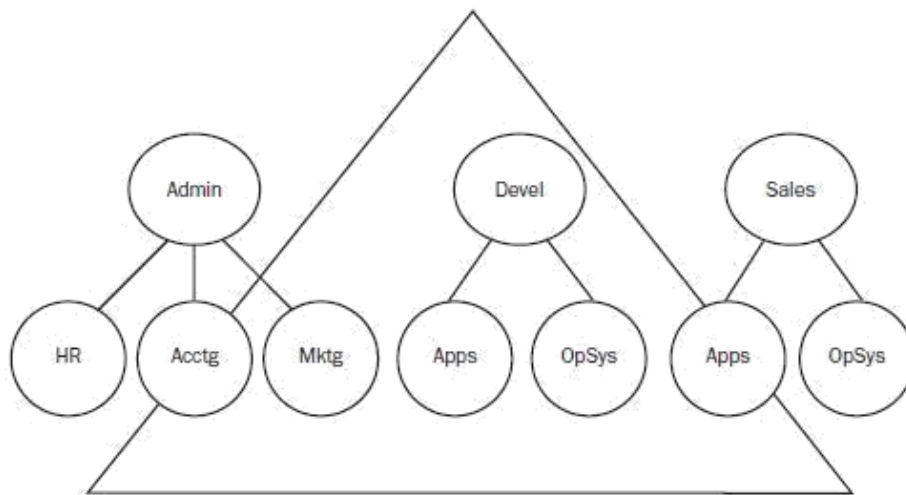 Admin
Devel
Sales
HR
Acctg
Mktg
Apps
OpSys
Apps
OpSys